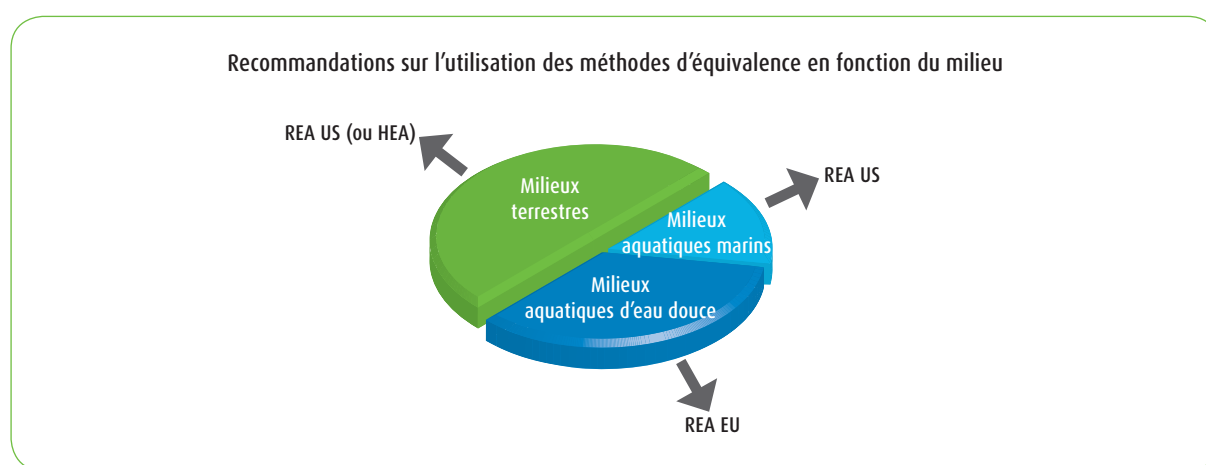 Recommandations sur l’utilisation des méthodes d’équivalence en fonction du milieu
REA US (ou HEA)
REA US
Milieux
terrestres
Milieux
aquatiques marins
Milieux
aquatiques d’eau douce
REA EU